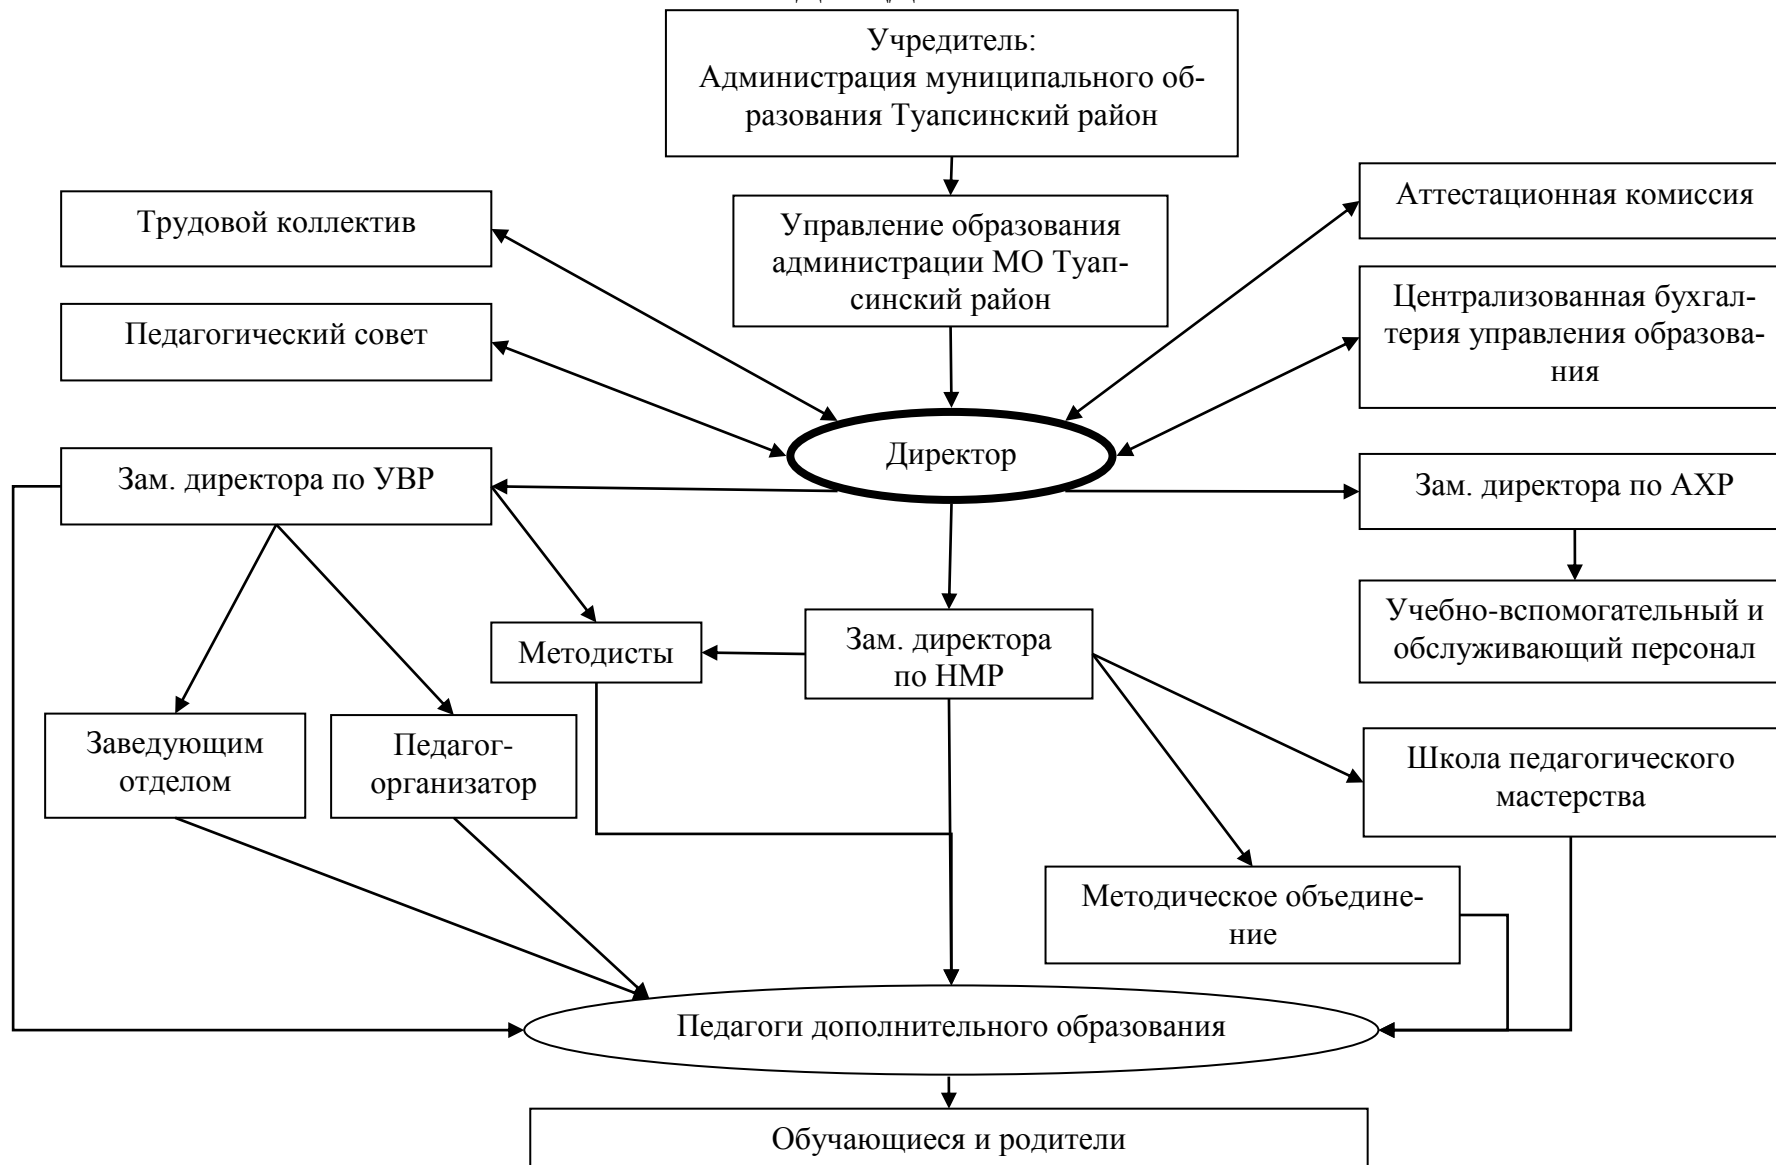 Учредитель:
Администрация муниципального об-
разования Туапсинский район
Трудовой коллектив
Управление образования
администрации МО Туап-
синский район
Аттестационная комиссия
Педагогический совет
Централизованная бухгал-
терия управления образова-
ния
Директор
Зам. директора по УВР
Зам. директора по АХР
Методисты
Зам. директора
по НМР
Учебно-вспомогательный и
обслуживающий персонал
Заведующим
отделом
Педагог-
организатор
Школа педагогического
мастерства
Методическое объедине-
ние
Педагоги дополнительного образования
Обучающиеся и родители